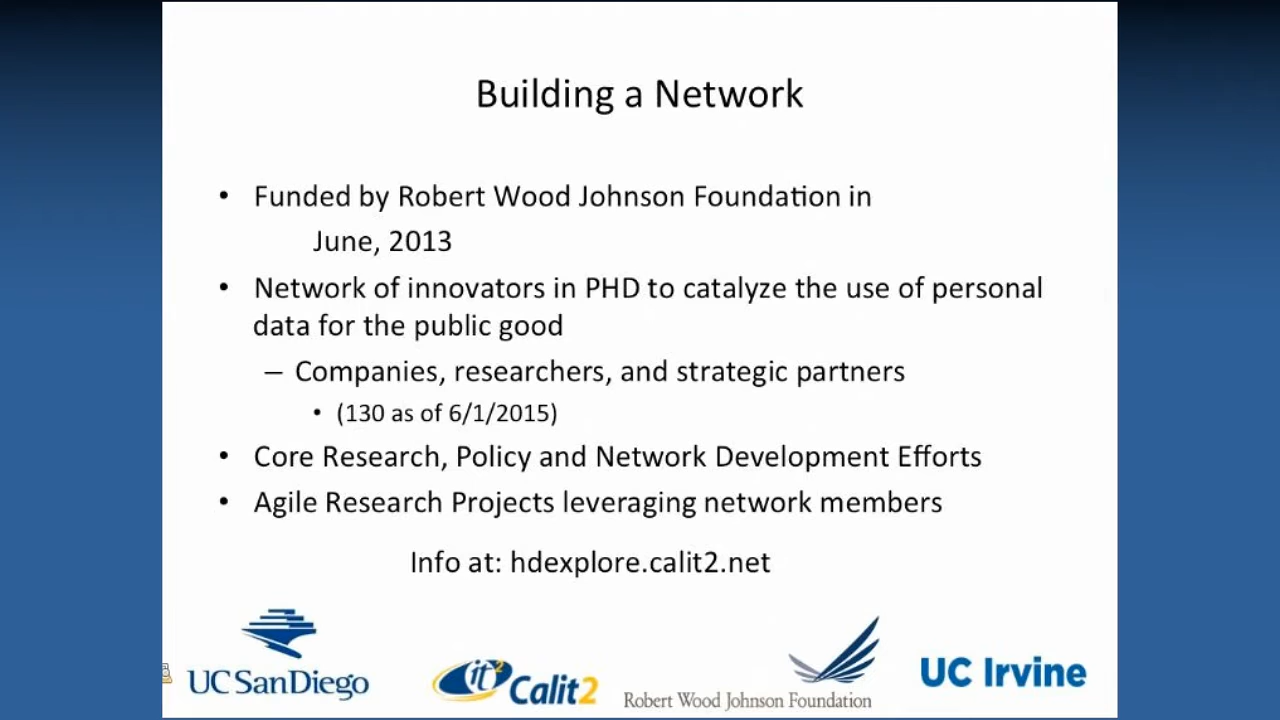 Building a Network
• Funded by Robert Wood Johnson Foundation in
June, 2013
• Network of innovators in PHD to catalyze the use of personal
data for the public good
– Companies, researchers, and strategic partners
• (130 as of 6/1/2015)
• Core Research, Policy and Network Development Efforts
• Agile Research Projects leveraging network members
Info at: hdexplore.calit2.net
UC San Diego
it2 Calit2
Robert Wood Johnson Foundation
UC Irvine